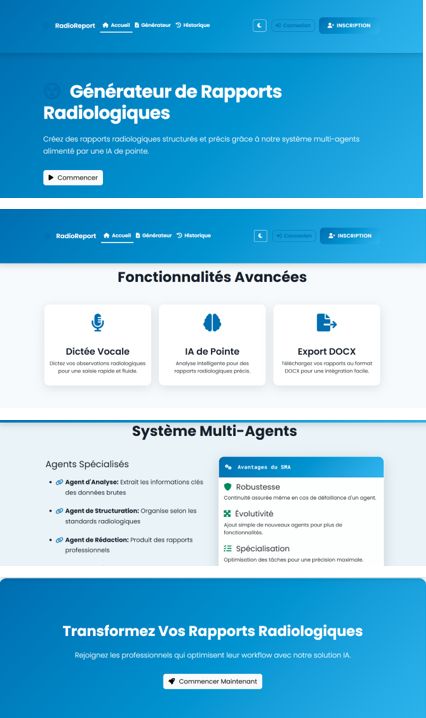 RadioReport Accueil Générateur Historique Connexion INSCRIPTION
Générateur de Rapports
Radiologiques
Créez des rapports radiologiques structurés et précis grâce à notre système multi-agents
alimenté par une IA de pointe.
Commencer
RadioReport Accueil Générateur Historique Connexion INSCRIPTION
Fonctionnalités Avancées
Dictée Vocale
Dictez vos observations radiologiques
pour une saisie rapide et fluide.
IA de Pointe
Analyse intelligente pour des
rapports radiologiques précis.
Export DOCX
Téléchargez vos rapports au format
DOCX pour une intégration facile.
Système Multi-Agents
Agents Spécialisés
Agent d'Analyse: Extrait les informations clés
des données brutes
Agent de Structuration: Organise selon les
standards radiologiques
Agent de Rédaction: Produit des rapports
professionnels
Avantages du SMA
Robustesse
Continuité assurée même en cas de défaillance d'un agent.
Évolutivité
Ajout simple de nouveaux agents pour plus de
fonctionnalités.
Spécialisation
Optimisation des tâches pour une précision maximale.
Transformez Vos Rapports Radiologiques
Rejoignez les professionnels qui optimisent leur workflow avec notre solution IA.
Commencer Maintenant